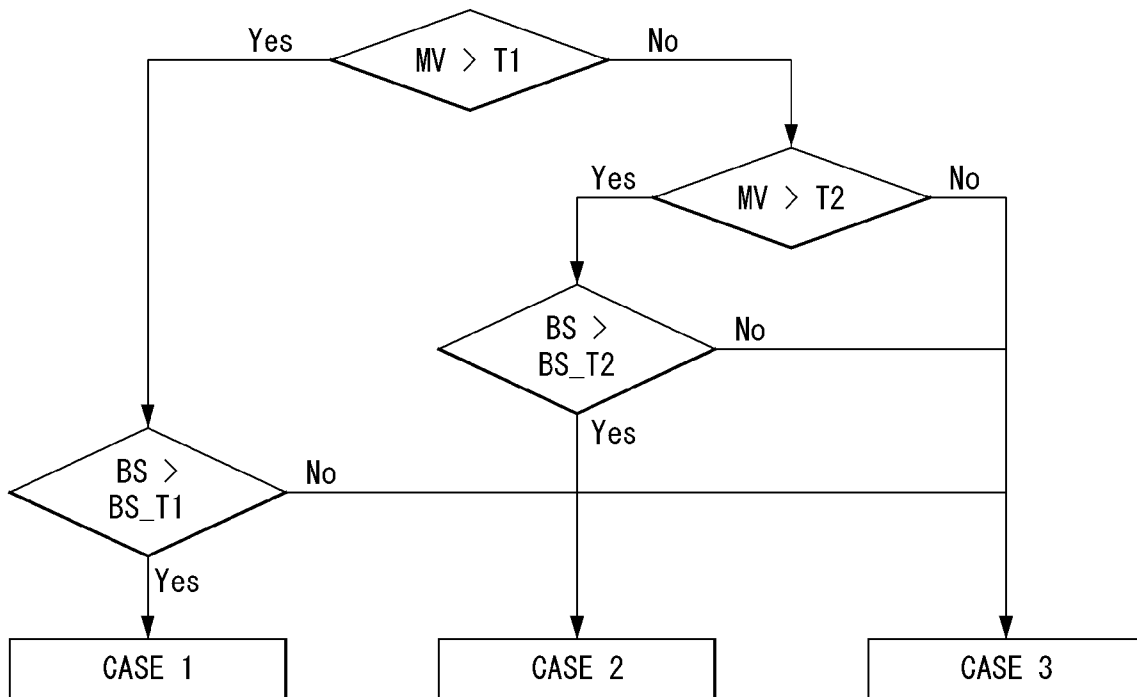 Yes
MV > T1
No
Yes
MV > T2
No
BS >
BS_T2
No
Yes
BS >
BS_T1
No
Yes
CASE 1
CASE 2
CASE 3